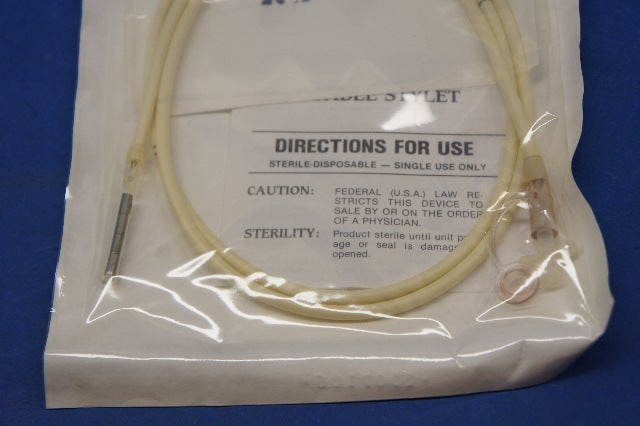 STYLET
DIRECTIONS FOR USE
STERILE-DISPOSABLE — SINGLE USE ONLY
CAUTION: FEDERAL (U.S.A.) LAW RE-
STRICTS THIS DEVICE TO
SALE BY OR ON THE ORDER
OF A PHYSICIAN.
STERILITY: Product sterile until unit
age or seal is
opened.